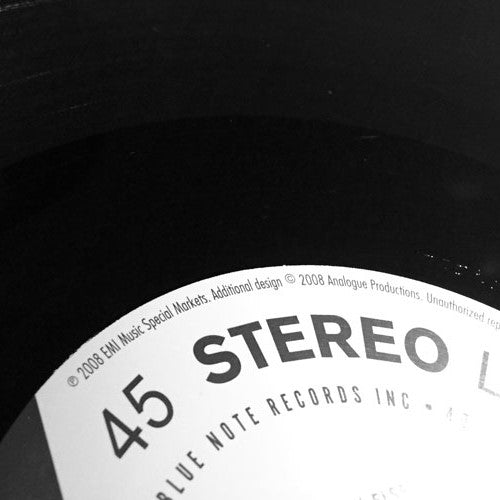 ℗ 2008 EMI Music Special Markets. Additional design © 2008 Analogue Productions. Unauthorized
45 STEREO
BLUE NOTE RECORDS INC •